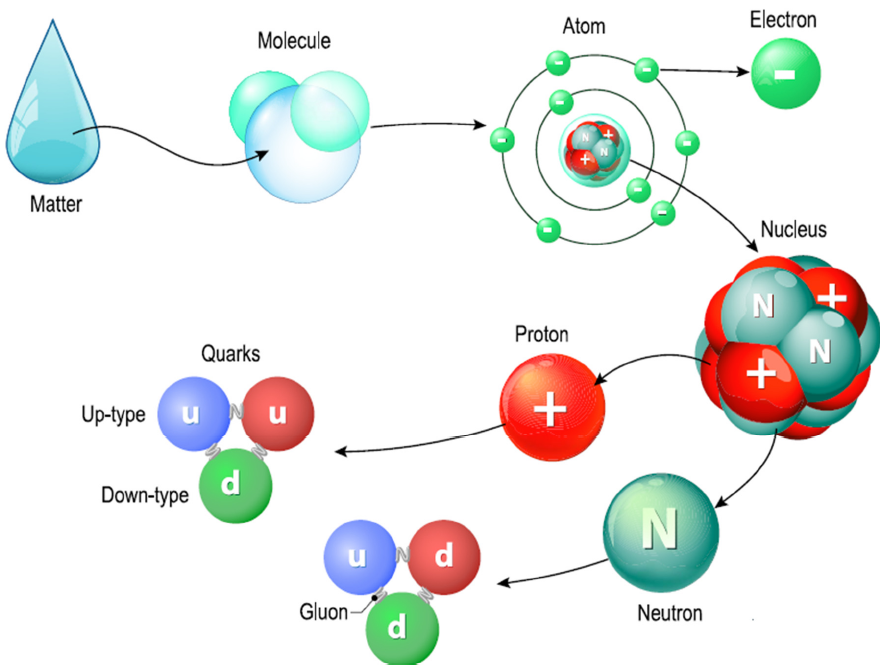 Matter
Molecule
Atom
-
-
-
-
-
-
-
-
N
+
+
N
Electron
-
Nucleus
N
+
N
+
Proton
+
Quarks
Up-type
u
u
Down-type
d
N
Neutron
u
d
d
Gluon